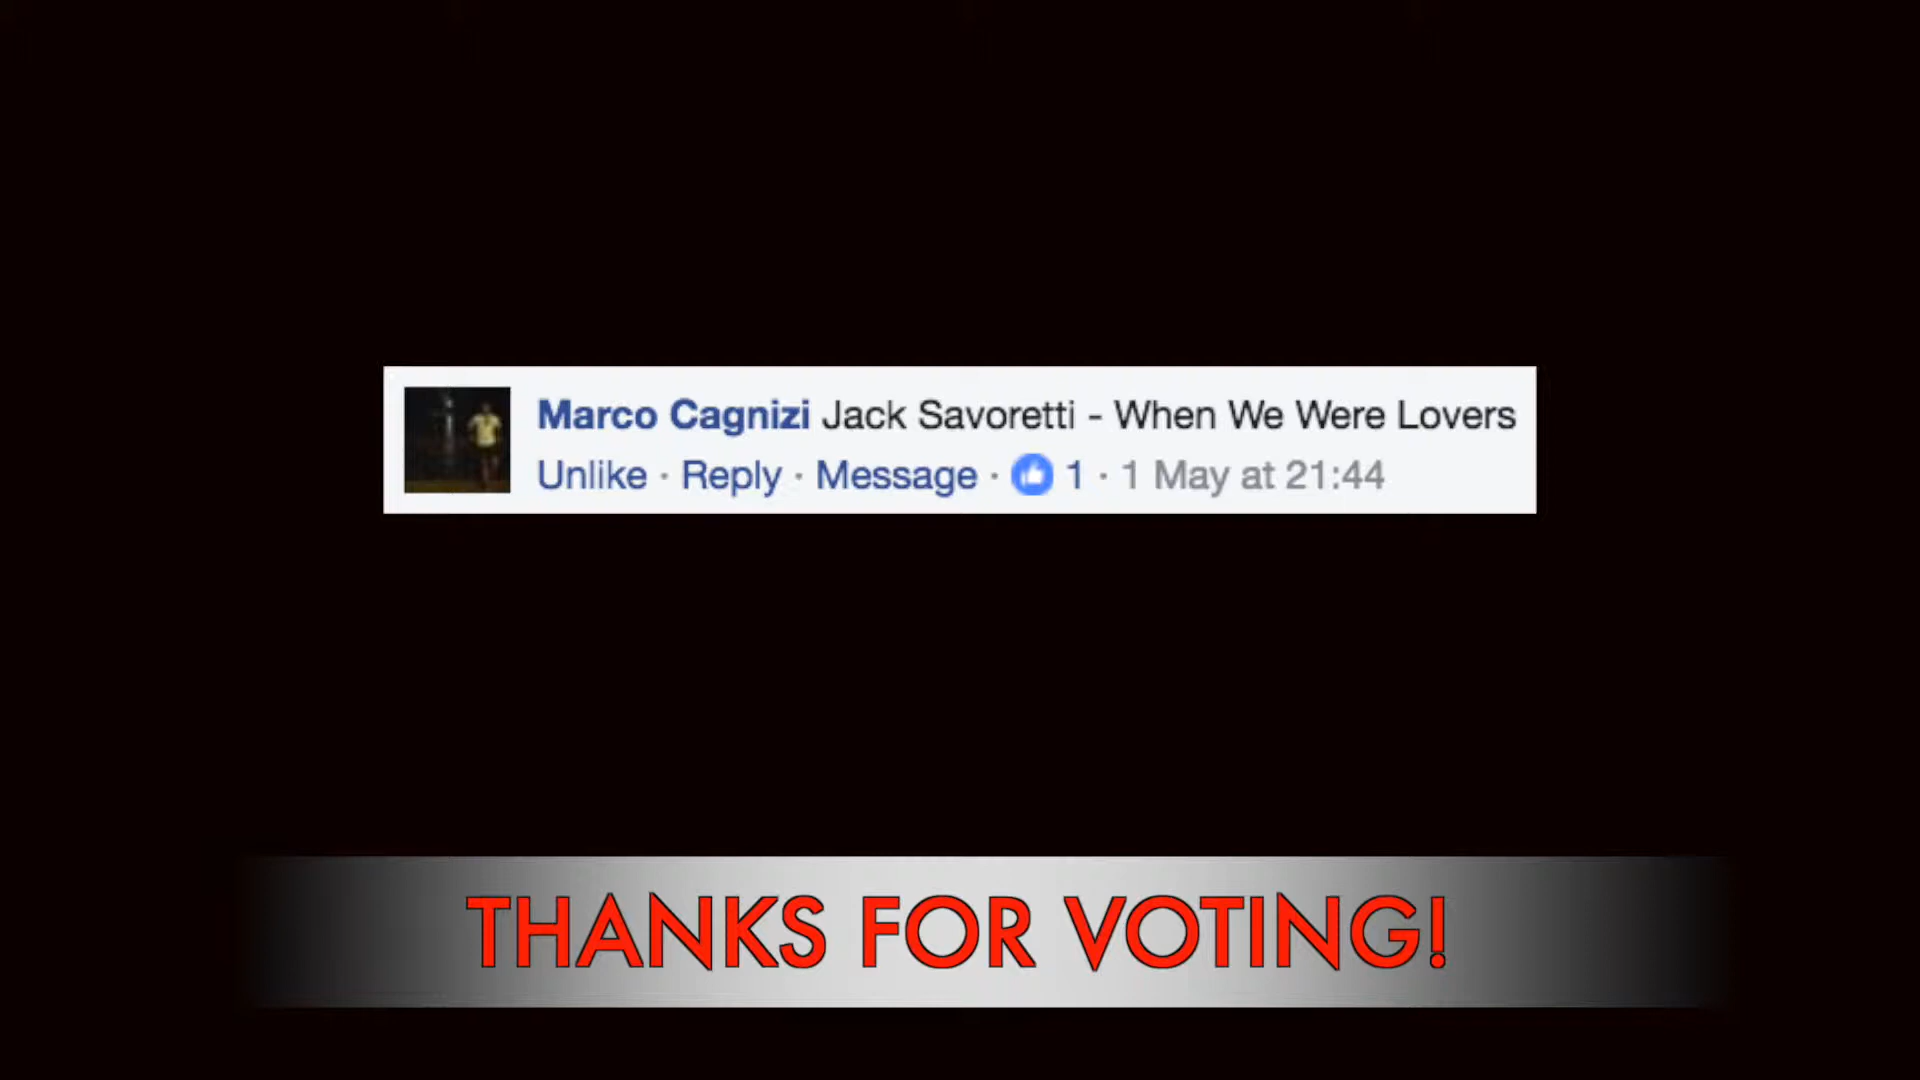 Marco Cagnizi Jack Savoretti - When We Were Lovers
Unlike · Reply · Message · 1 · 1 May at 21:44
THANKS FOR VOTING!